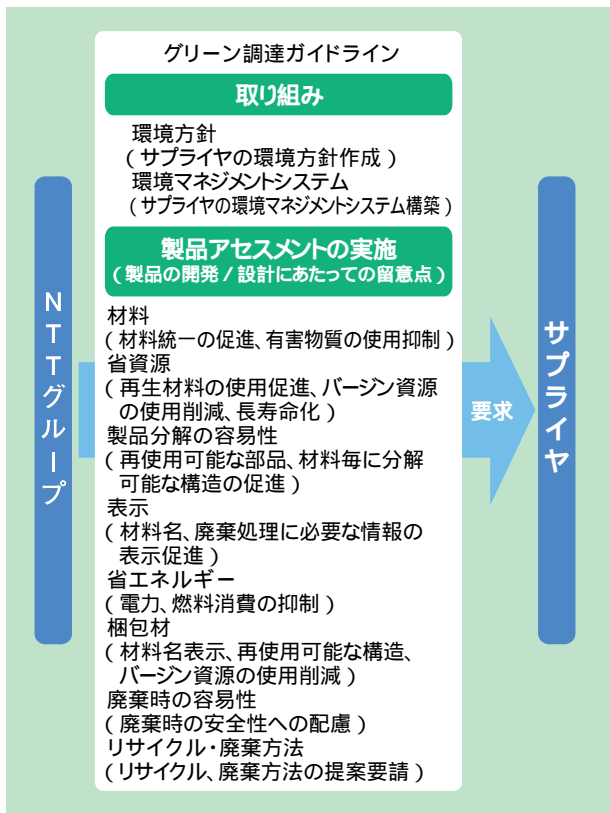 グリーン調達ガイドライン
取り組み
環境方針
(サプライヤの環境方針作成)
環境マネジメントシステム
(サプライヤの環境マネジメントシステム構築)
製品アセスメントの実施
(製品の開発/設計にあたっての留意点)
材料
(材料統一の促進、有害物質の使用抑制)
省資源
(再生材料の使用促進、バージン資源
の使用削減、長寿命化)
製品分解の容易性
(再使用可能な部品、材料毎に分解
可能な構造の促進)
表示
(材料名、廃棄処理に必要な情報の
表示促進)
省エネルギー
(電力、燃料消費の抑制)
梱包材
(材料名表示、再使用可能な構造、
バージン資源の使用削減)
廃棄時の容易性
(廃棄時の安全性への配慮)
リサイクル・廃棄方法
(リサイクル、廃棄方法の提案要請)
NTTグループ
要求
サプライヤ